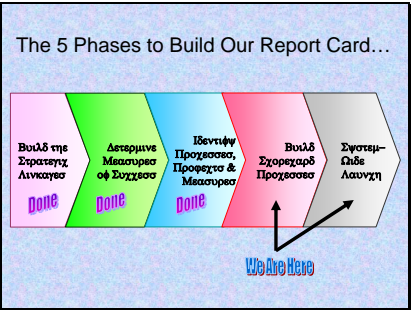 The 5 Phases to Build Our Report Card…
Βυιλδ τηε
Στρατεγιχ
Λινκαγες
Done
Δετερμινε
Μεασυρες
οφ Συχχεσσ
Done
Ιδεντιφψ
Προχεσσες,
Προφεχτσ &
Μεασυρες
Done
Βυιλδ
Σχορεχαρδ
Προχεσσες
Σψστεμ–
Ωιδε
Λαυνχη
We Are Here